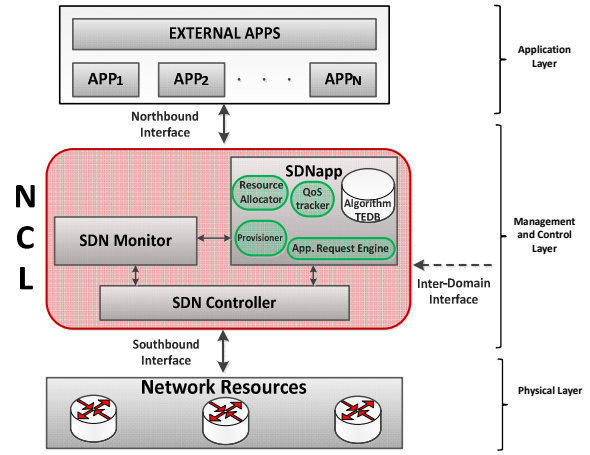 EXTERNAL APPS
APP1
APP2
. . .
APPN
Application
Layer
Northbound
Interface
N
C
L
SDNapp
Resource
Allocator
QoS
tracker
Algorithm
TEDB
Provisioner
App. Request Engine
SDN Monitor
SDN Controller
Management
and Control
Layer
Inter-Domain
Interface
Southbound
Interface
Network Resources
Physical Layer